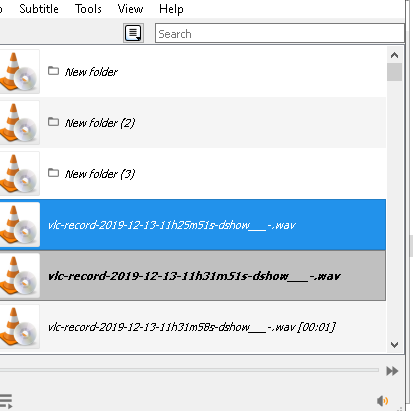 Subtitle Tools View Help
Search
New folder
New folder (2)
New folder (3)
vlc-record-2019-12-13-11h25m51s-dshow___-.wav
vlc-record-2019-12-13-11h31m51s-dshow___-.wav
vlc-record-2019-12-13-11h31m58s-dshow___-.wav [00:01]